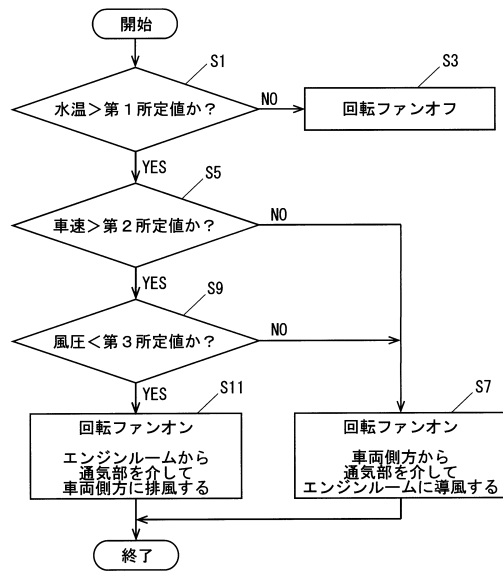 開始
S1
水温＞第1所定値か？
NO
S3
回転ファンオフ
YES
S5
車速＞第2所定値か？
NO
YES
S9
風圧＜第3所定値か？
NO
YES
S11
回転ファンオン
エンジンルームから
通気部を介して
車両側方に排風する
S7
回転ファンオン
車両側方から
通気部を介して
エンジンルームに導風する
終了